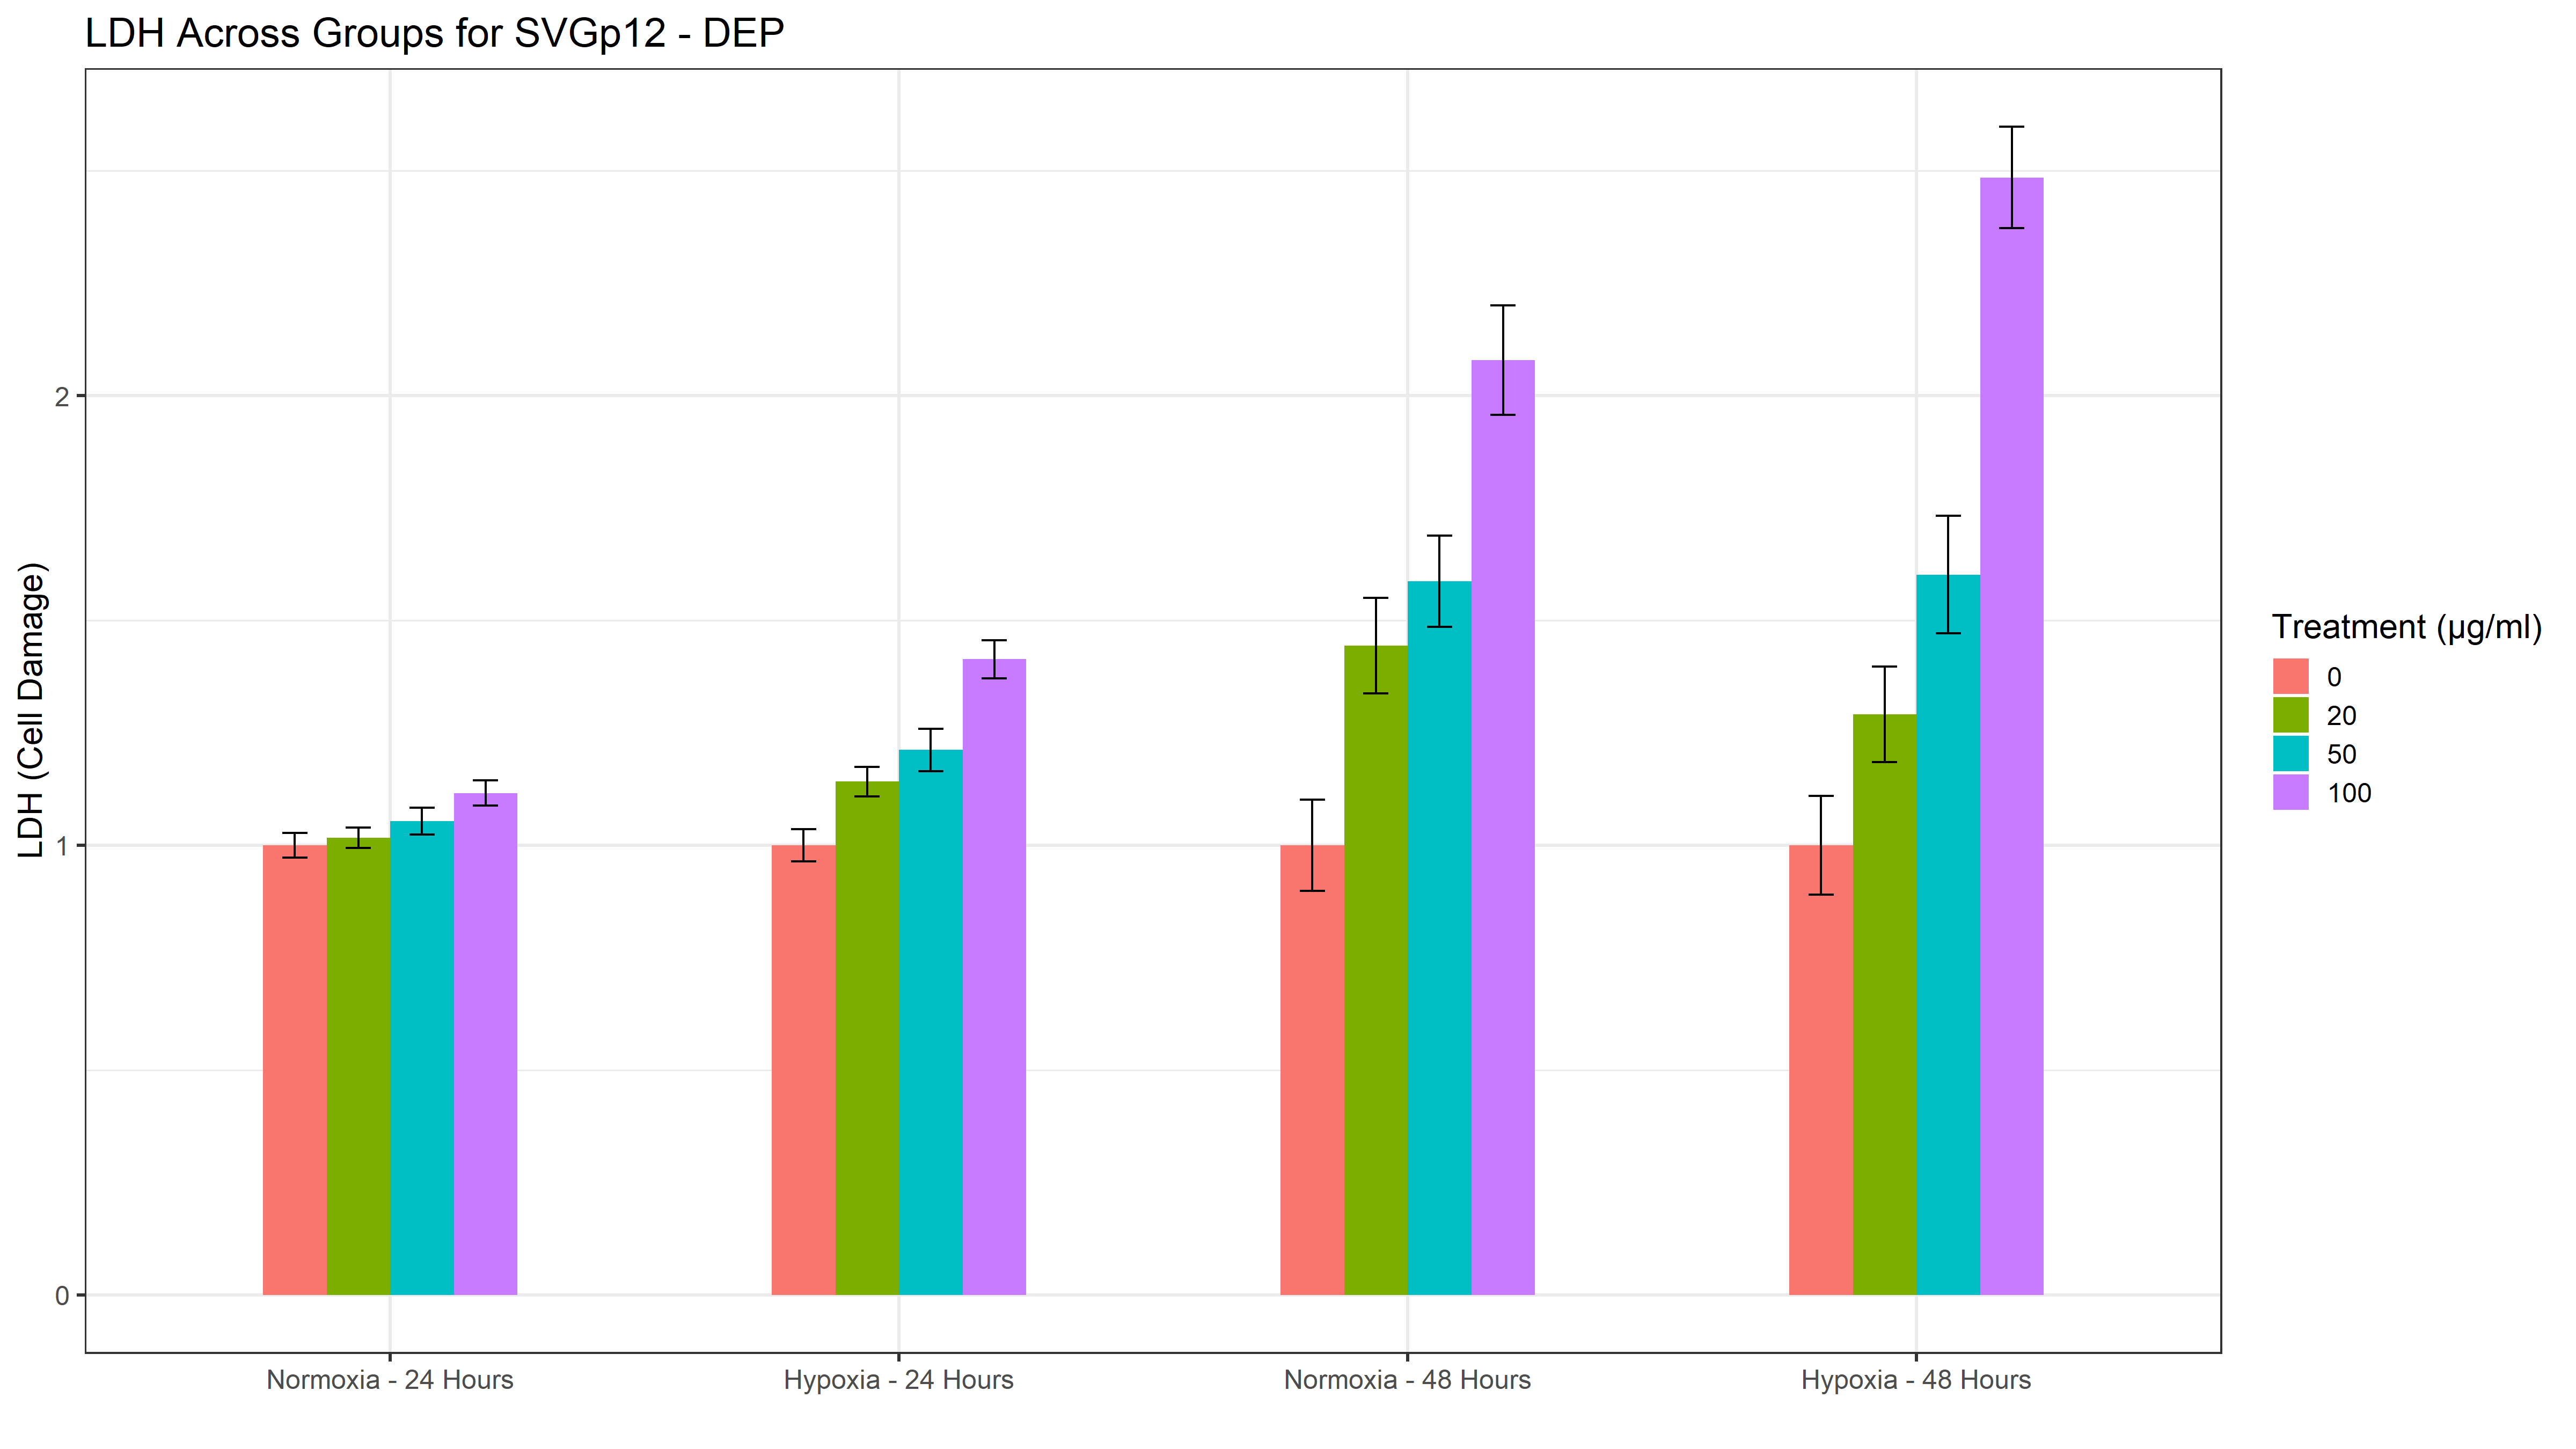 LDH Across Groups for SVGp12 - DEP
LDH (Cell Damage)
2
1
0
Normoxia - 24 Hours
Hypoxia - 24 Hours
Normoxia - 48 Hours
Hypoxia - 48 Hours
Treatment (µg/ml)
0
20
50
100